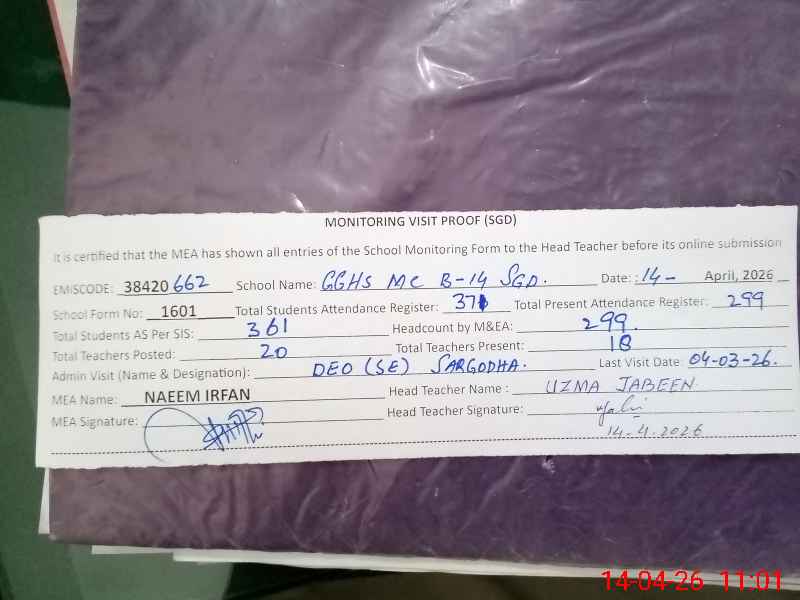 MONITORING VISIT PROOF (SGD)
It is certified that the MEA has shown all entries of the School Monitoring Form to the Head Teacher before its online submission
EMISCODE: 38420662 School Name: GGHS MC B-14 SGD. Date: 14- April, 2026
School Form No: 1601 Total Students Attendance Register: 371 Total Present Attendance Register: 299
Total Students AS Per SIS: 361 Headcount by M&EA: 299.
Total Teachers Posted: 20 Total Teachers Present: 18
Admin Visit (Name & Designation): DEO (SE) SARGODHA. Last Visit Date: 04-03-26.
MEA Name: NAEEM IRFAN Head Teacher Name : UZMA JABEEN
MEA Signature: Head Teacher Signature:
14-4-2026
14-04-26 11:01